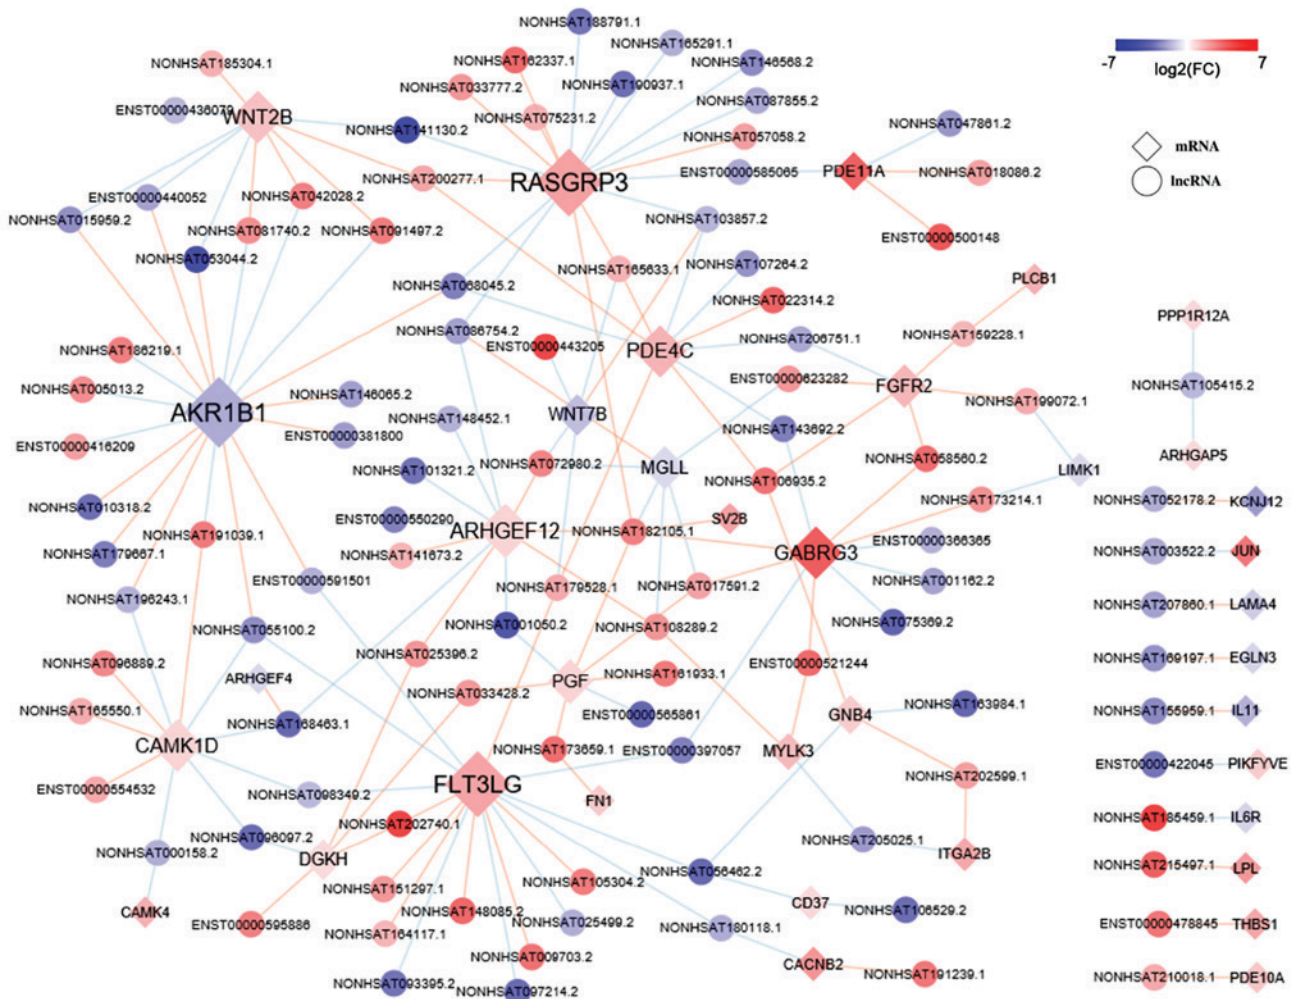 NONHSAT188791.1
NONHSAT165291.1
NONHSAT185304.1
NONHSAT162337.1
NONHSAT146568.2
-7
7
log2(FC)
NONHSAT033777.2
NONHSAT190937.1
NONHSAT087855.2
ENST00000436079
WNT2B
NONHSAT141130.2
NONHSAT075231.2
NONHSAT057058.2
NONHSAT047861.2
mRNA
NONHSAT200277.1
RASGRP3
ENST00000585065
PDE11A
NONHSAT018086.2
lncRNA
ENST00000440052
NONHSAT042028.2
NONHSAT015959.2
NONHSAT081740.2
NONHSAT091497.2
NONHSAT103857.2
ENST00000500148
NONHSAT053044.2
NONHSAT165633.1
NONHSAT107264.2
PLCB1
NONHSAT068045.2
NONHSAT022314.2
NONHSAT086754.2
ENST00000443205
PDE4C
NONHSAT206751.1
NONHSAT159228.1
PPP1R12A
NONHSAT186219.1
NONHSAT005013.2
ENST00000623282
FGFR2
NONHSAT199072.1
NONHSAT105415.2
AKR1B1
NONHSAT146065.2
NONHSAT148452.1
WNT7B
NONHSAT143692.2
ENST00000416209
ENST00000381800
NONHSAT101321.2
NONHSAT072980.2
MGLL
NONHSAT058560.2
LIMK1
ARHGAP5
NONHSAT106935.2
NONHSAT010318.2
NONHSAT173214.1
NONHSAT052178.2
KCNJ12
ENST00000550290
ARHGEF12
NONHSAT182105.1
SV2B
NONHSAT191039.1
NONHSAT179667.1
NONHSAT141673.2
GABRG3
ENST00000366365
NONHSAT003522.2
JUN
ENST00000591501
NONHSAT179528.1
NONHSAT017591.2
NONHSAT001162.2
NONHSAT196243.1
NONHSAT055100.2
NONHSAT001050.2
NONHSAT108289.2
NONHSAT075369.2
NONHSAT207860.1
LAMA4
NONHSAT096889.2
ARHGEF4
NONHSAT025396.2
ENST00000521244
NONHSAT169197.1
EGLN3
NONHSAT033428.2
PGF
NONHSAT161933.1
NONHSAT165550.1
NONHSAT168463.1
ENST00000565861
GNB4
NONHSAT163984.1
NONHSAT155959.1
IL11
CAMK1D
NONHSAT173659.1
ENST00000397057
MYLK3
ENST00000422045
PIKFYVE
ENST00000554532
NONHSAT098349.2
FLT3LG
FN1
NONHSAT202599.1
NONHSAT202740.1
NONHSAT185459.1
IL6R
NONHSAT096097.2
NONHSAT000158.2
DGKH
NONHSAT205025.1
ITGA2B
NONHSAT056462.2
NONHSAT215497.1
LPL
NONHSAT151297.1
NONHSAT105304.2
CAMK4
ENST00000595886
NONHSAT148085.2
CD37
NONHSAT106529.2
NONHSAT164117.1
NONHSAT025499.2
NONHSAT180118.1
ENST00000478845
THBS1
NONHSAT009703.2
CACNB2
NONHSAT191239.1
NONHSAT210018.1
PDE10A
NONHSAT093395.2
NONHSAT097214.2